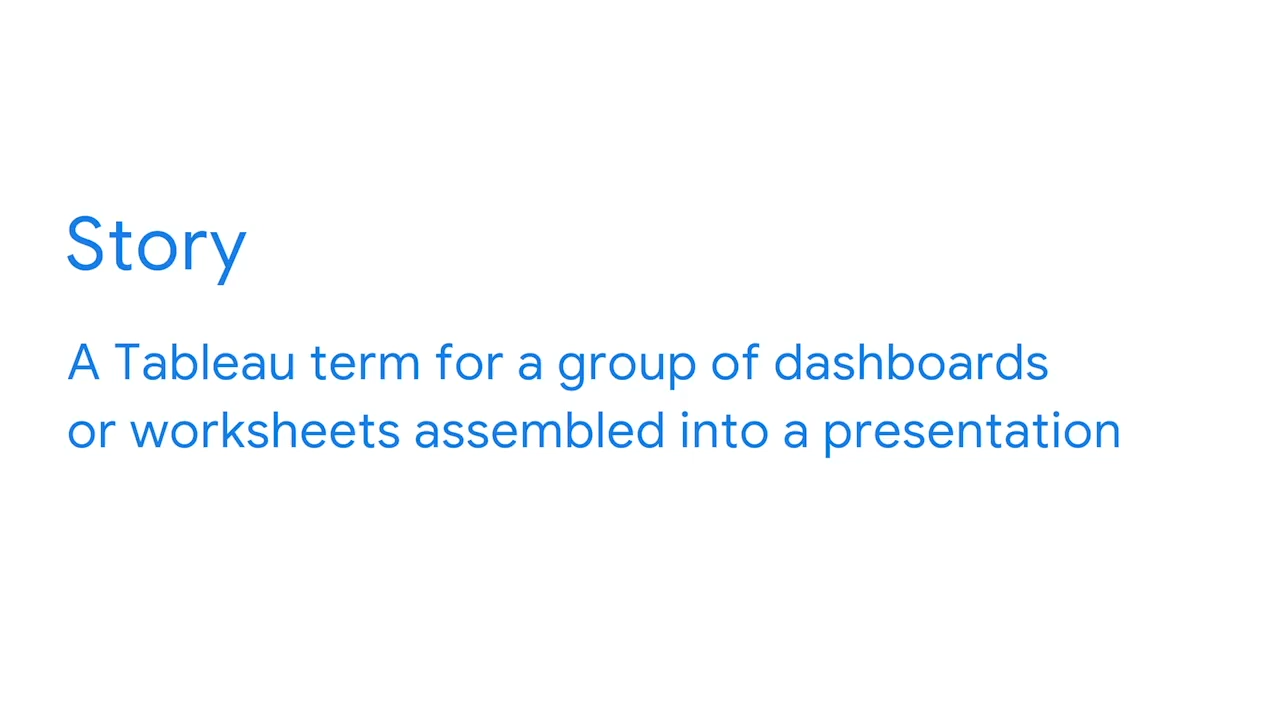 Story
A Tableau term for a group of dashboards
or worksheets assembled into a presentation